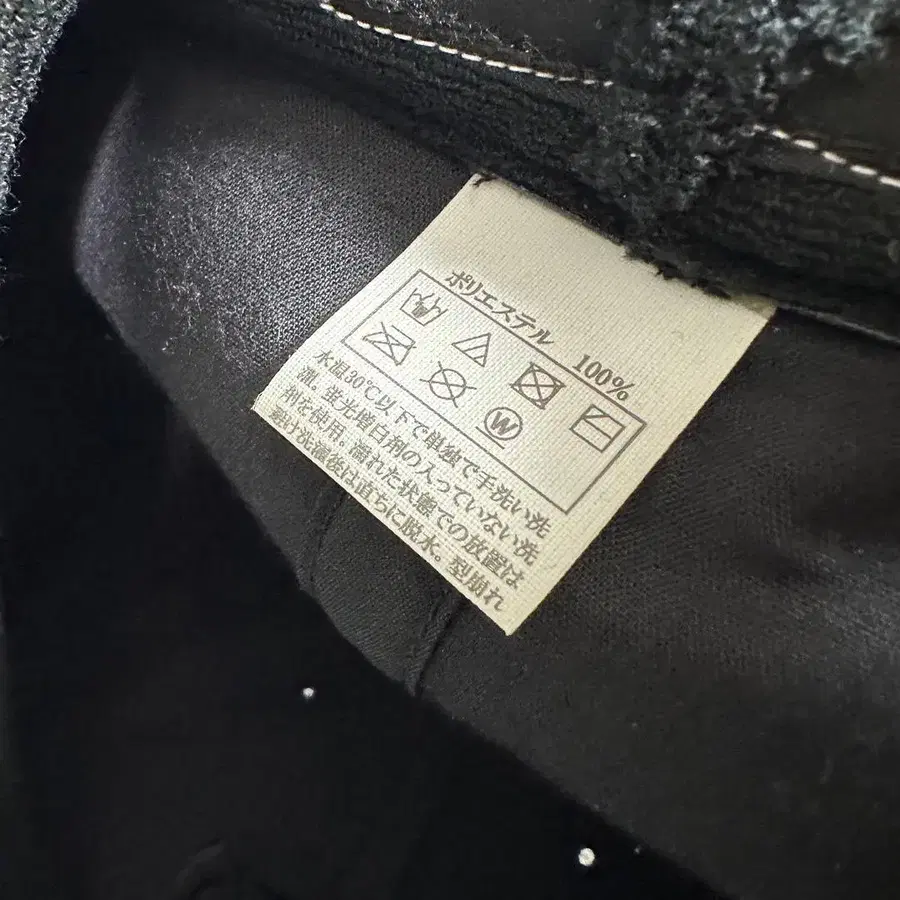 ポリエステル 100%
W
水温30℃以下で単独で手洗い洗
濯。蛍光増白剤の入っていない洗
剤を使用。濡れた状態での放置は
避け洗濯後は直ちに脱水。型崩れ